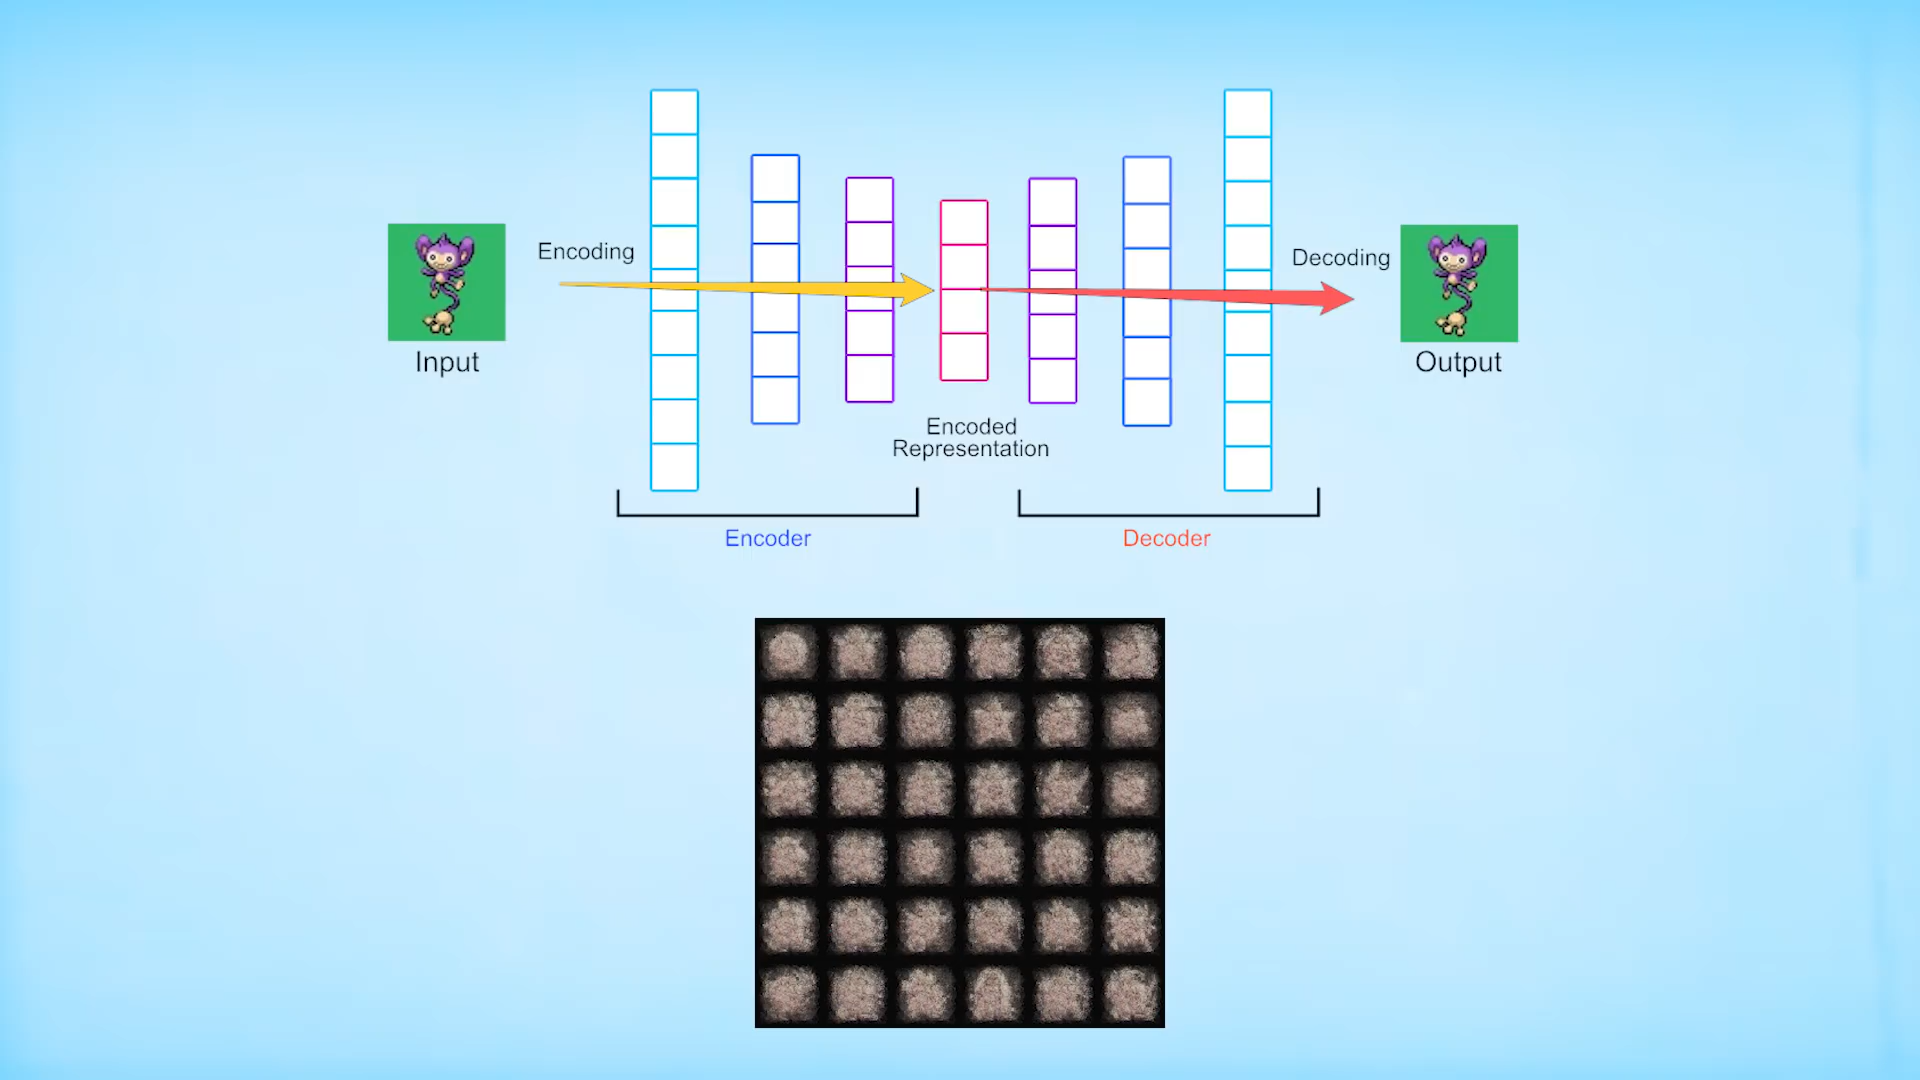 Encoding
Decoding
Input
Output
Encoded
Representation
Encoder
Decoder